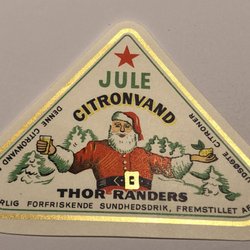 JULE
CITRONVAND
DENNE CITRONVAND
CITRONER
THOR RANDERS
FORFRISKENDE SUNDHEDSDRIK, FREMSTILLET AF